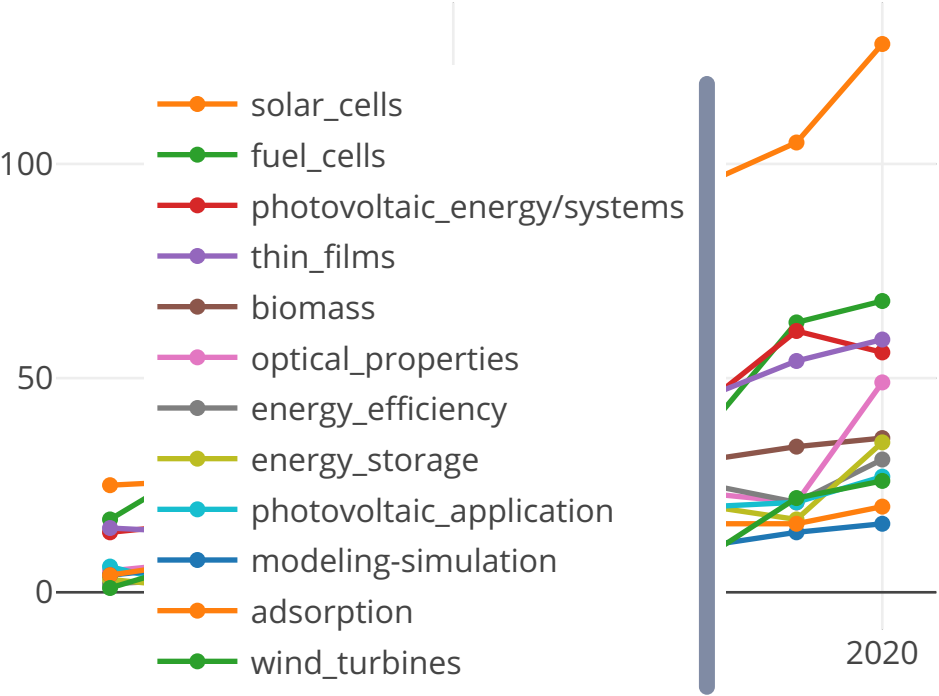 solar_cells
fuel_cells
100
photovoltaic_energy/systems
thin_films
biomass
optical_properties
50
energy_efficiency
energy_storage
photovoltaic_application
modeling-simulation
0
adsorption
2020
wind_turbines